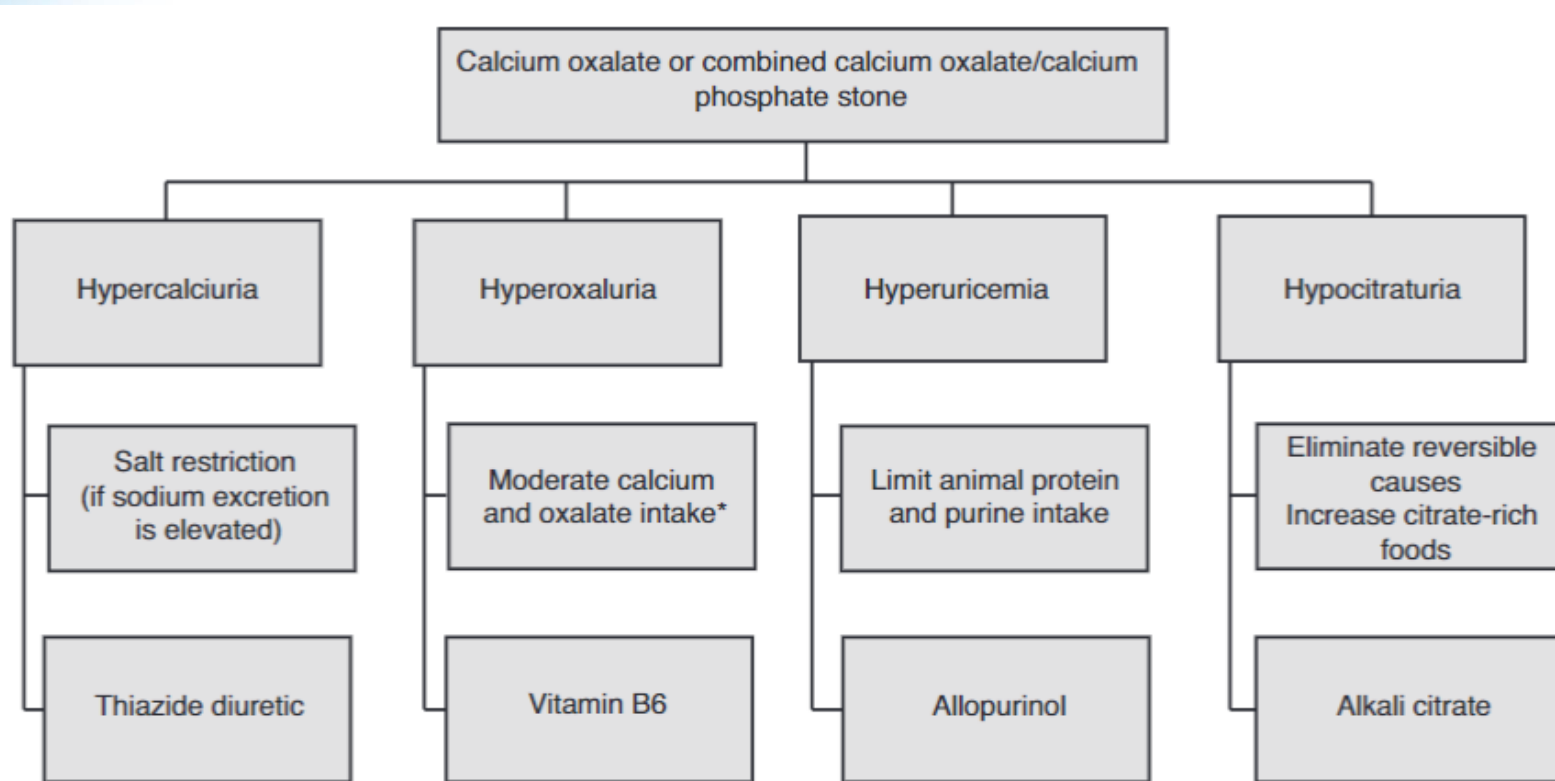 Calcium oxalate or combined calcium oxalate/calcium
phosphate stone
Hypercalciuria
Hyperoxaluria
Hyperuricemia
Hypocitraturia
Salt restriction
(if sodium excretion
is elevated)
Moderate calcium
and oxalate intake*
Limit animal protein
and purine intake
Eliminate reversible
causes
Increase citrate-rich
foods
Thiazide diuretic
Vitamin B6
Allopurinol
Alkali citrate